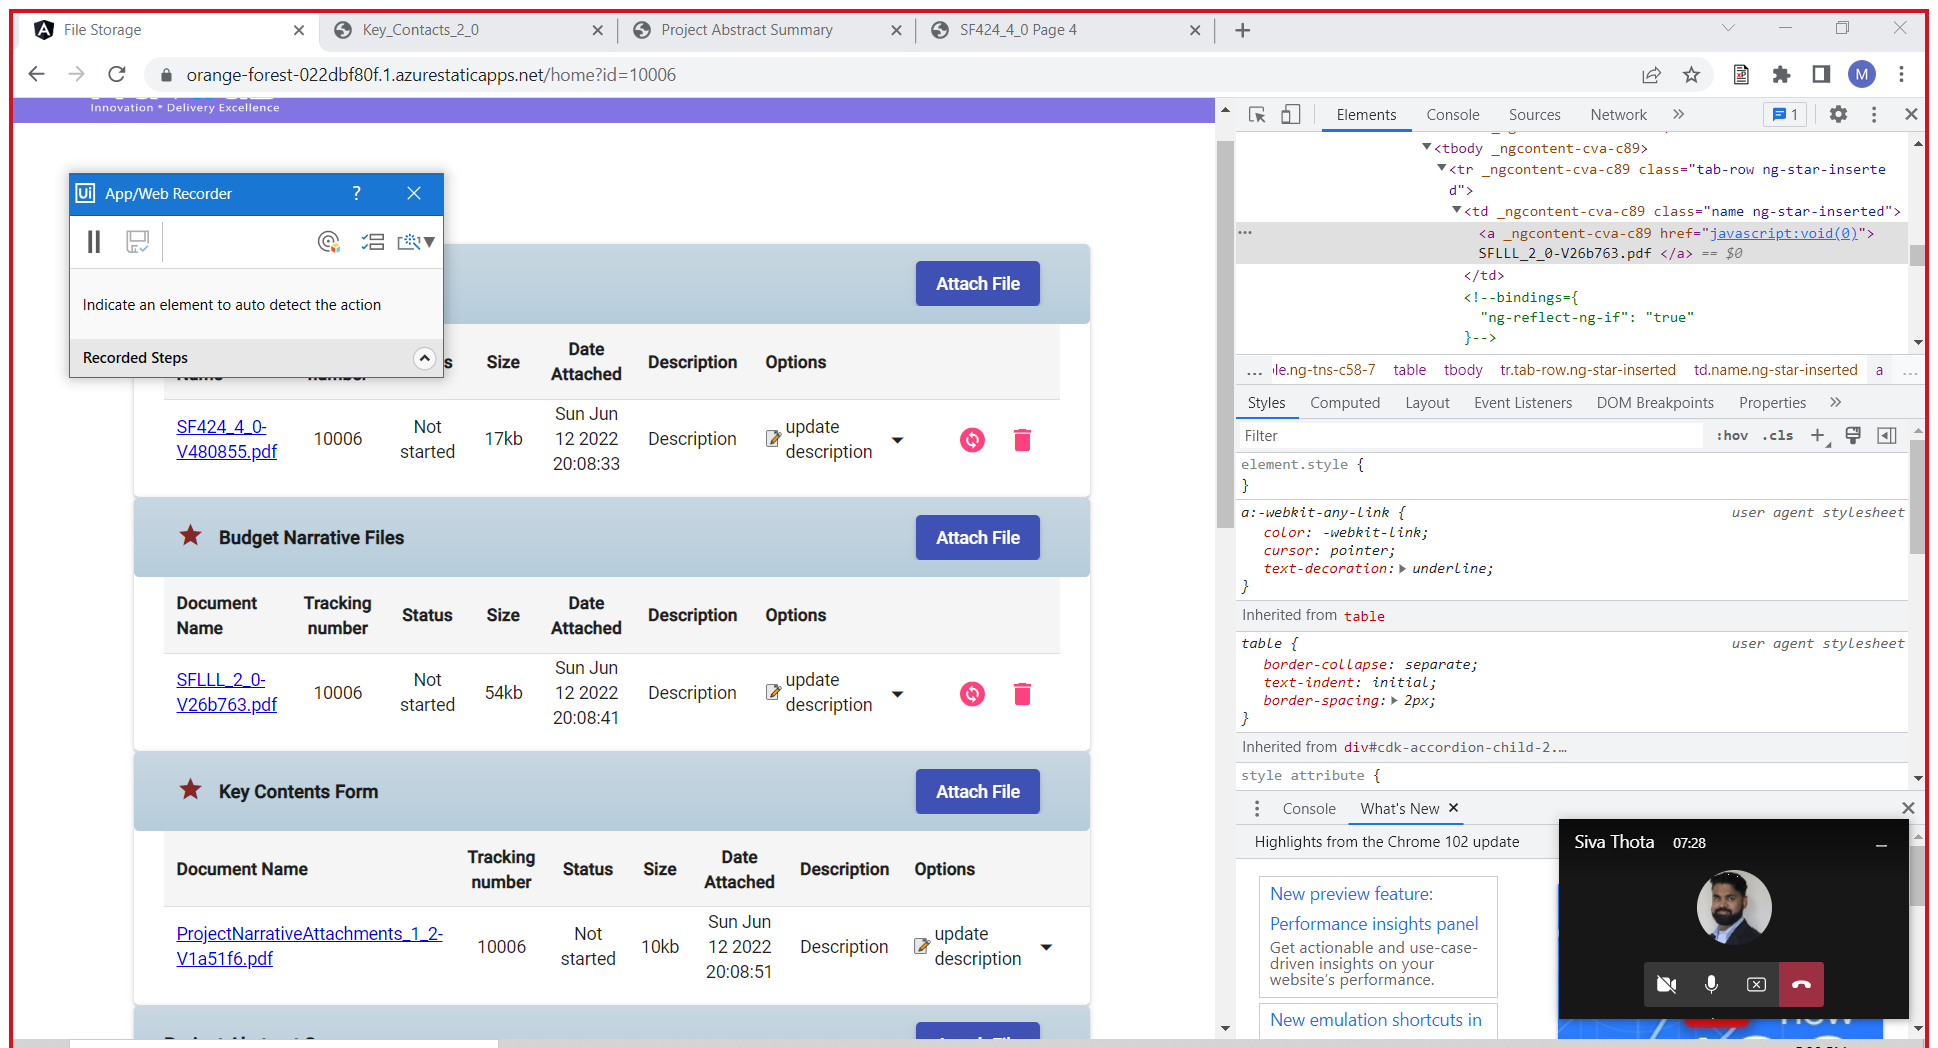 File Storage
Key_Contacts_2_0
Project Abstract Summary
SF424_4_0 Page 4
orange-forest-022dbf80f.1.azurestaticapps.net/home?id=10006
M
Innovation * Delivery Excellence
Ui App/Web Recorder ?
Indicate an element to auto detect the action
Recorded Steps
Attach File
Size
Date
Attached
Description
Options
SF424_4_0-
V480855.pdf
10006
Not
started
17kb
Sun Jun
12 2022
20:08:33
Description
update
description
Budget Narrative Files
Attach File
Document
Name
Tracking
number
Status
Size
Date
Attached
Description
Options
SFLLL_2_0-
V26b763.pdf
10006
Not
started
54kb
Sun Jun
12 2022
20:08:41
Description
update
description
Key Contents Form
Attach File
Document Name
Tracking
number
Status
Size
Date
Attached
Description
Options
ProjectNarrativeAttachments_1_2-
V1a51f6.pdf
10006
Not
started
10kb
Sun Jun
12 2022
20:08:51
Description
update
description
Elements
Console
Sources
Network
1
<tbody _ngcontent-cva-c89>
<tr _ngcontent-cva-c89 class="tab-row ng-star-inserte
d">
<td _ngcontent-cva-c89 class="name ng-star-inserted">
<a _ngcontent-cva-c89 href="javascript:void(0)">
SFLLL_2_0-V26b763.pdf </a> == $0
</td>
<!--bindings={
"ng-reflect-ng-if": "true"
}-->
... le.ng-tns-c58-7 table tbody tr.tab-row.ng-star-inserted td.name.ng-star-inserted a ...
Styles Computed Layout Event Listeners DOM Breakpoints Properties
Filter :hov .cls
element.style {
}
a:-webkit-any-link { user agent stylesheet
color: -webkit-link;
cursor: pointer;
text-decoration: underline;
}
Inherited from table
table { user agent stylesheet
border-collapse: separate;
text-indent: initial;
border-spacing: 2px;
}
Inherited from div#cdk-accordion-child-2.…
style attribute {
Console What's New
Highlights from the Chrome 102 update
New preview feature:
Performance insights panel
Get actionable and use-case-
driven insights on your
website's performance.
New emulation shortcuts in
Siva Thota 07:28